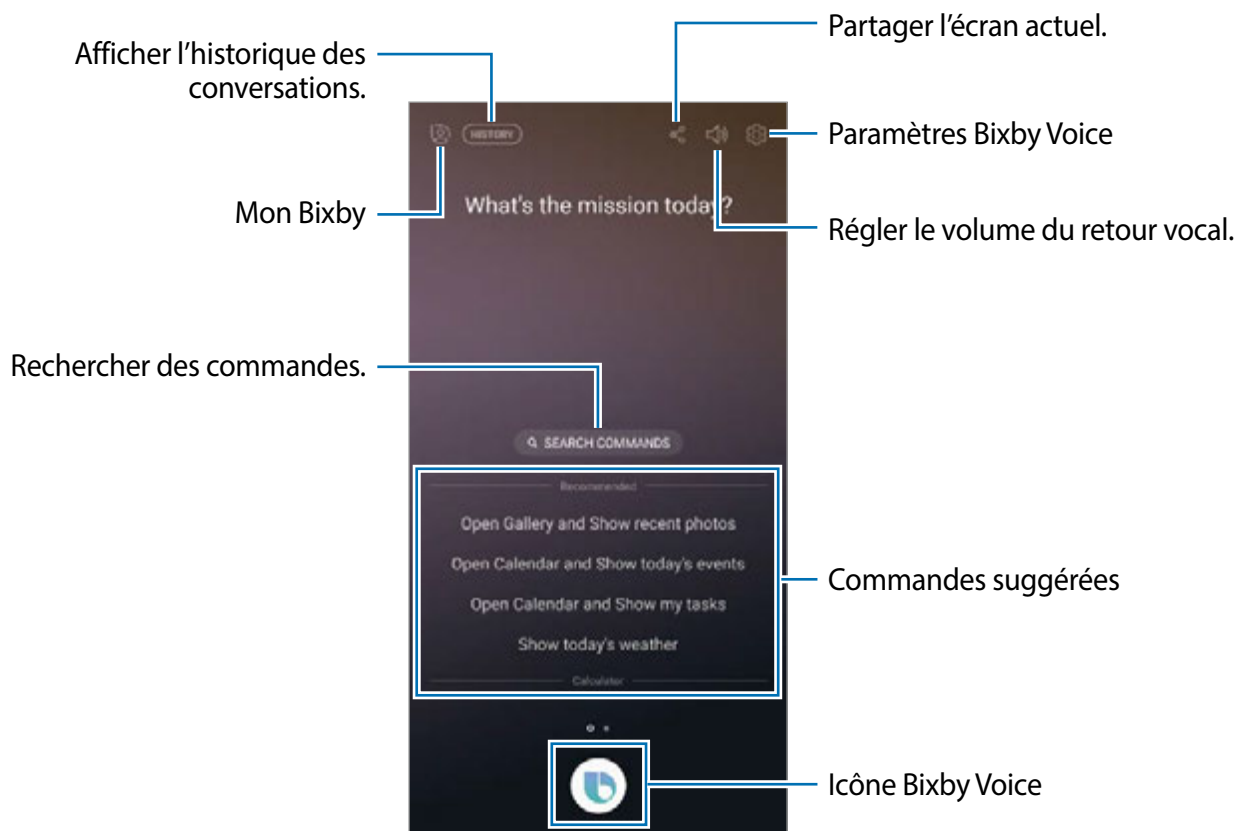 Partager l’écran actuel.
Afficher l’historique des
conversations.
HISTORY
Paramètres Bixby Voice
Mon Bixby
What's the mission today?
Régler le volume du retour vocal.
Rechercher des commandes.
SEARCH COMMANDS
Recommended
Open Gallery and Show recent photos
Open Calendar and Show today's events
Commandes suggérées
Open Calendar and Show my tasks
Show today's weather
Calculator
Icône Bixby Voice